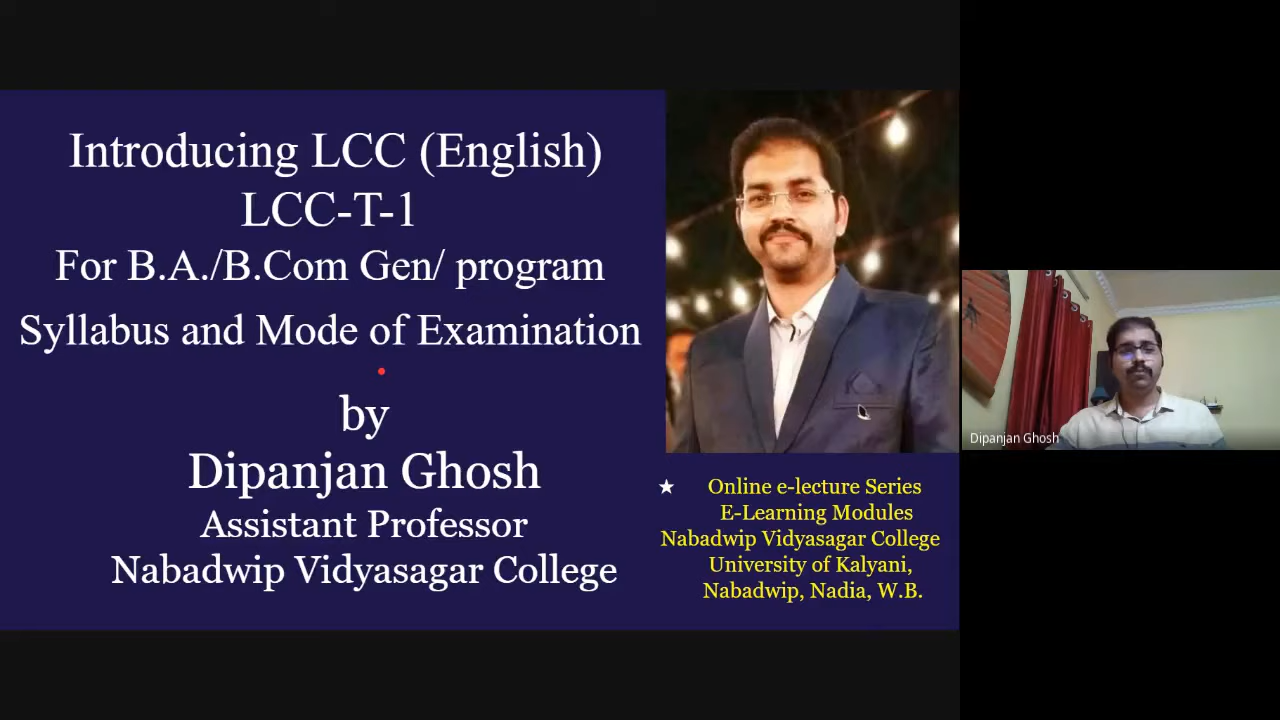 Introducing LCC (English)
LCC-T-1
For B.A./B.Com Gen/ program
Syllabus and Mode of Examination
by
Dipanjan Ghosh
Assistant Professor
Nabadwip Vidyasagar College
★ Online e-lecture Series
E-Learning Modules
Nabadwip Vidyasagar College
University of Kalyani,
Nabadwip, Nadia, W.B.
Dipanjan Ghosh